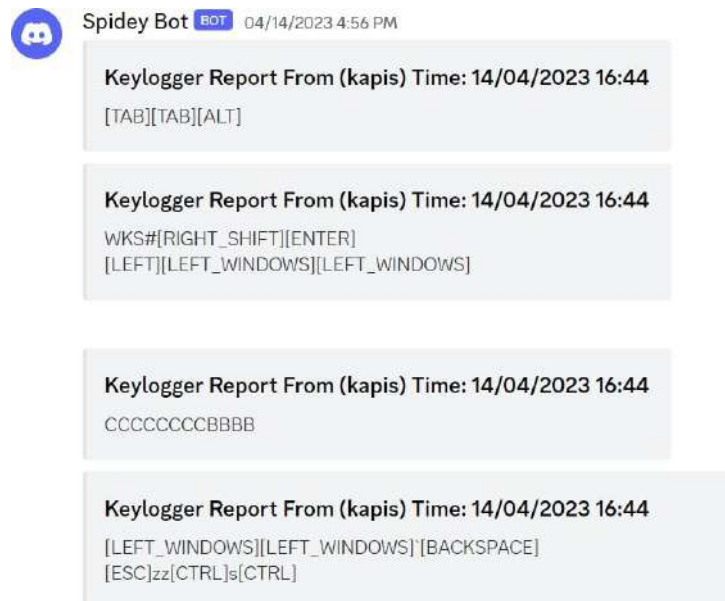 Spidey Bot BOT 04/14/2023 4:56 PM
Keylogger Report From (kapis) Time: 14/04/2023 16:44
[TAB][TAB][ALT]
Keylogger Report From (kapis) Time: 14/04/2023 16:44
WKS#[RIGHT_SHIFT][ENTER]
[LEFT][LEFT_WINDOWS][LEFT_WINDOWS]
Keylogger Report From (kapis) Time: 14/04/2023 16:44
CCCCCCCCBBBB
Keylogger Report From (kapis) Time: 14/04/2023 16:44
[LEFT_WINDOWS][LEFT_WINDOWS]`[BACKSPACE]
[ESC]zz[CTRL]s[CTRL]